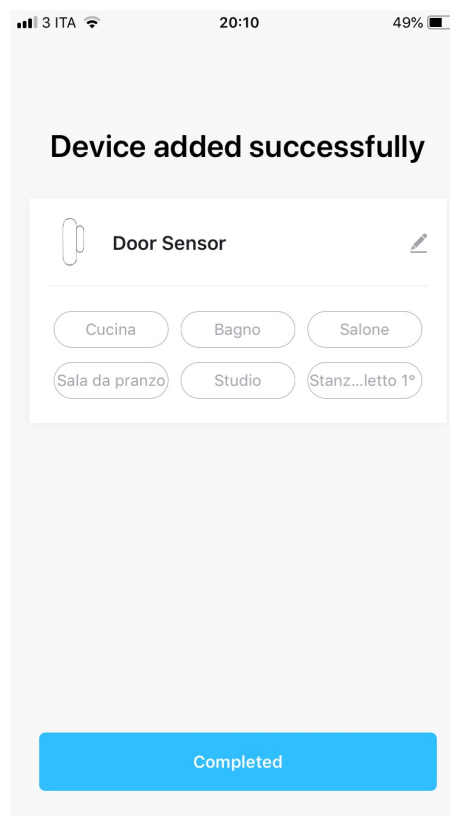 3 ITA 20:10 49%
Device added successfully
Door Sensor
Cucina Bagno Salone
Sala da pranzo Studio Stanz...letto 1°
Completed